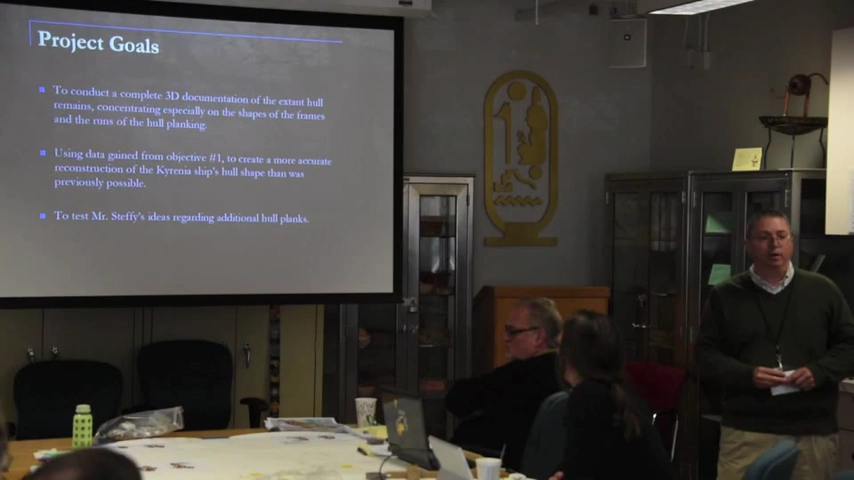 Project Goals
To conduct a complete 3D documentation of the extant hull
remains, concentrating especially on the shapes of the frames
and the runs of the hull planking.
Using data gained from objective #1, to create a more accurate
reconstruction of the Kyrenia ship's hull shape than was
previously possible.
To test Mr. Steffy's ideas regarding additional hull planks.